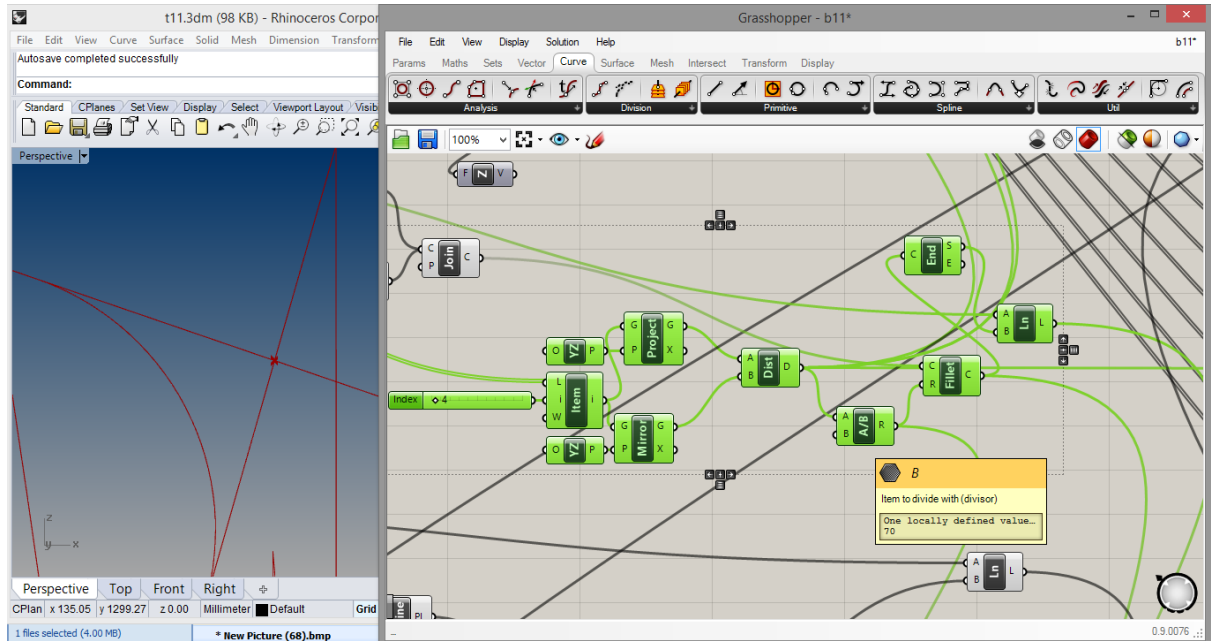 t11.3dm (98 KB) - Rhinoceros Corpor
File Edit View Curve Surface Solid Mesh Dimension Transform
Autosave completed successfully
Command:
Standard CPlanes Set View Display Select Viewport Layout Visib
Perspective
z
y x
Perspective Top Front Right
CPlan x 135.05 y 1299.27 z 0.00 Millimeter Default Grid
1 files selected (4.00 MB) * New Picture (68).bmp
Grasshopper - b11*
File Edit View Display Solution Help b11*
Params Maths Sets Vector Curve Surface Mesh Intersect Transform Display
Analysis Division Primitive Spline Util
100%
F N V
C P Join C
C End S E
A B Ln L
G P Project G X
O YZ P
L i W Item i
Index 4
O YZ P
G P Mirror G X
A B Dist D
C R Fillet C
A B A/B R
B
Item to divide with (divisor)
One locally defined value…
70
A B Ln L
ine Pl
0.9.0076